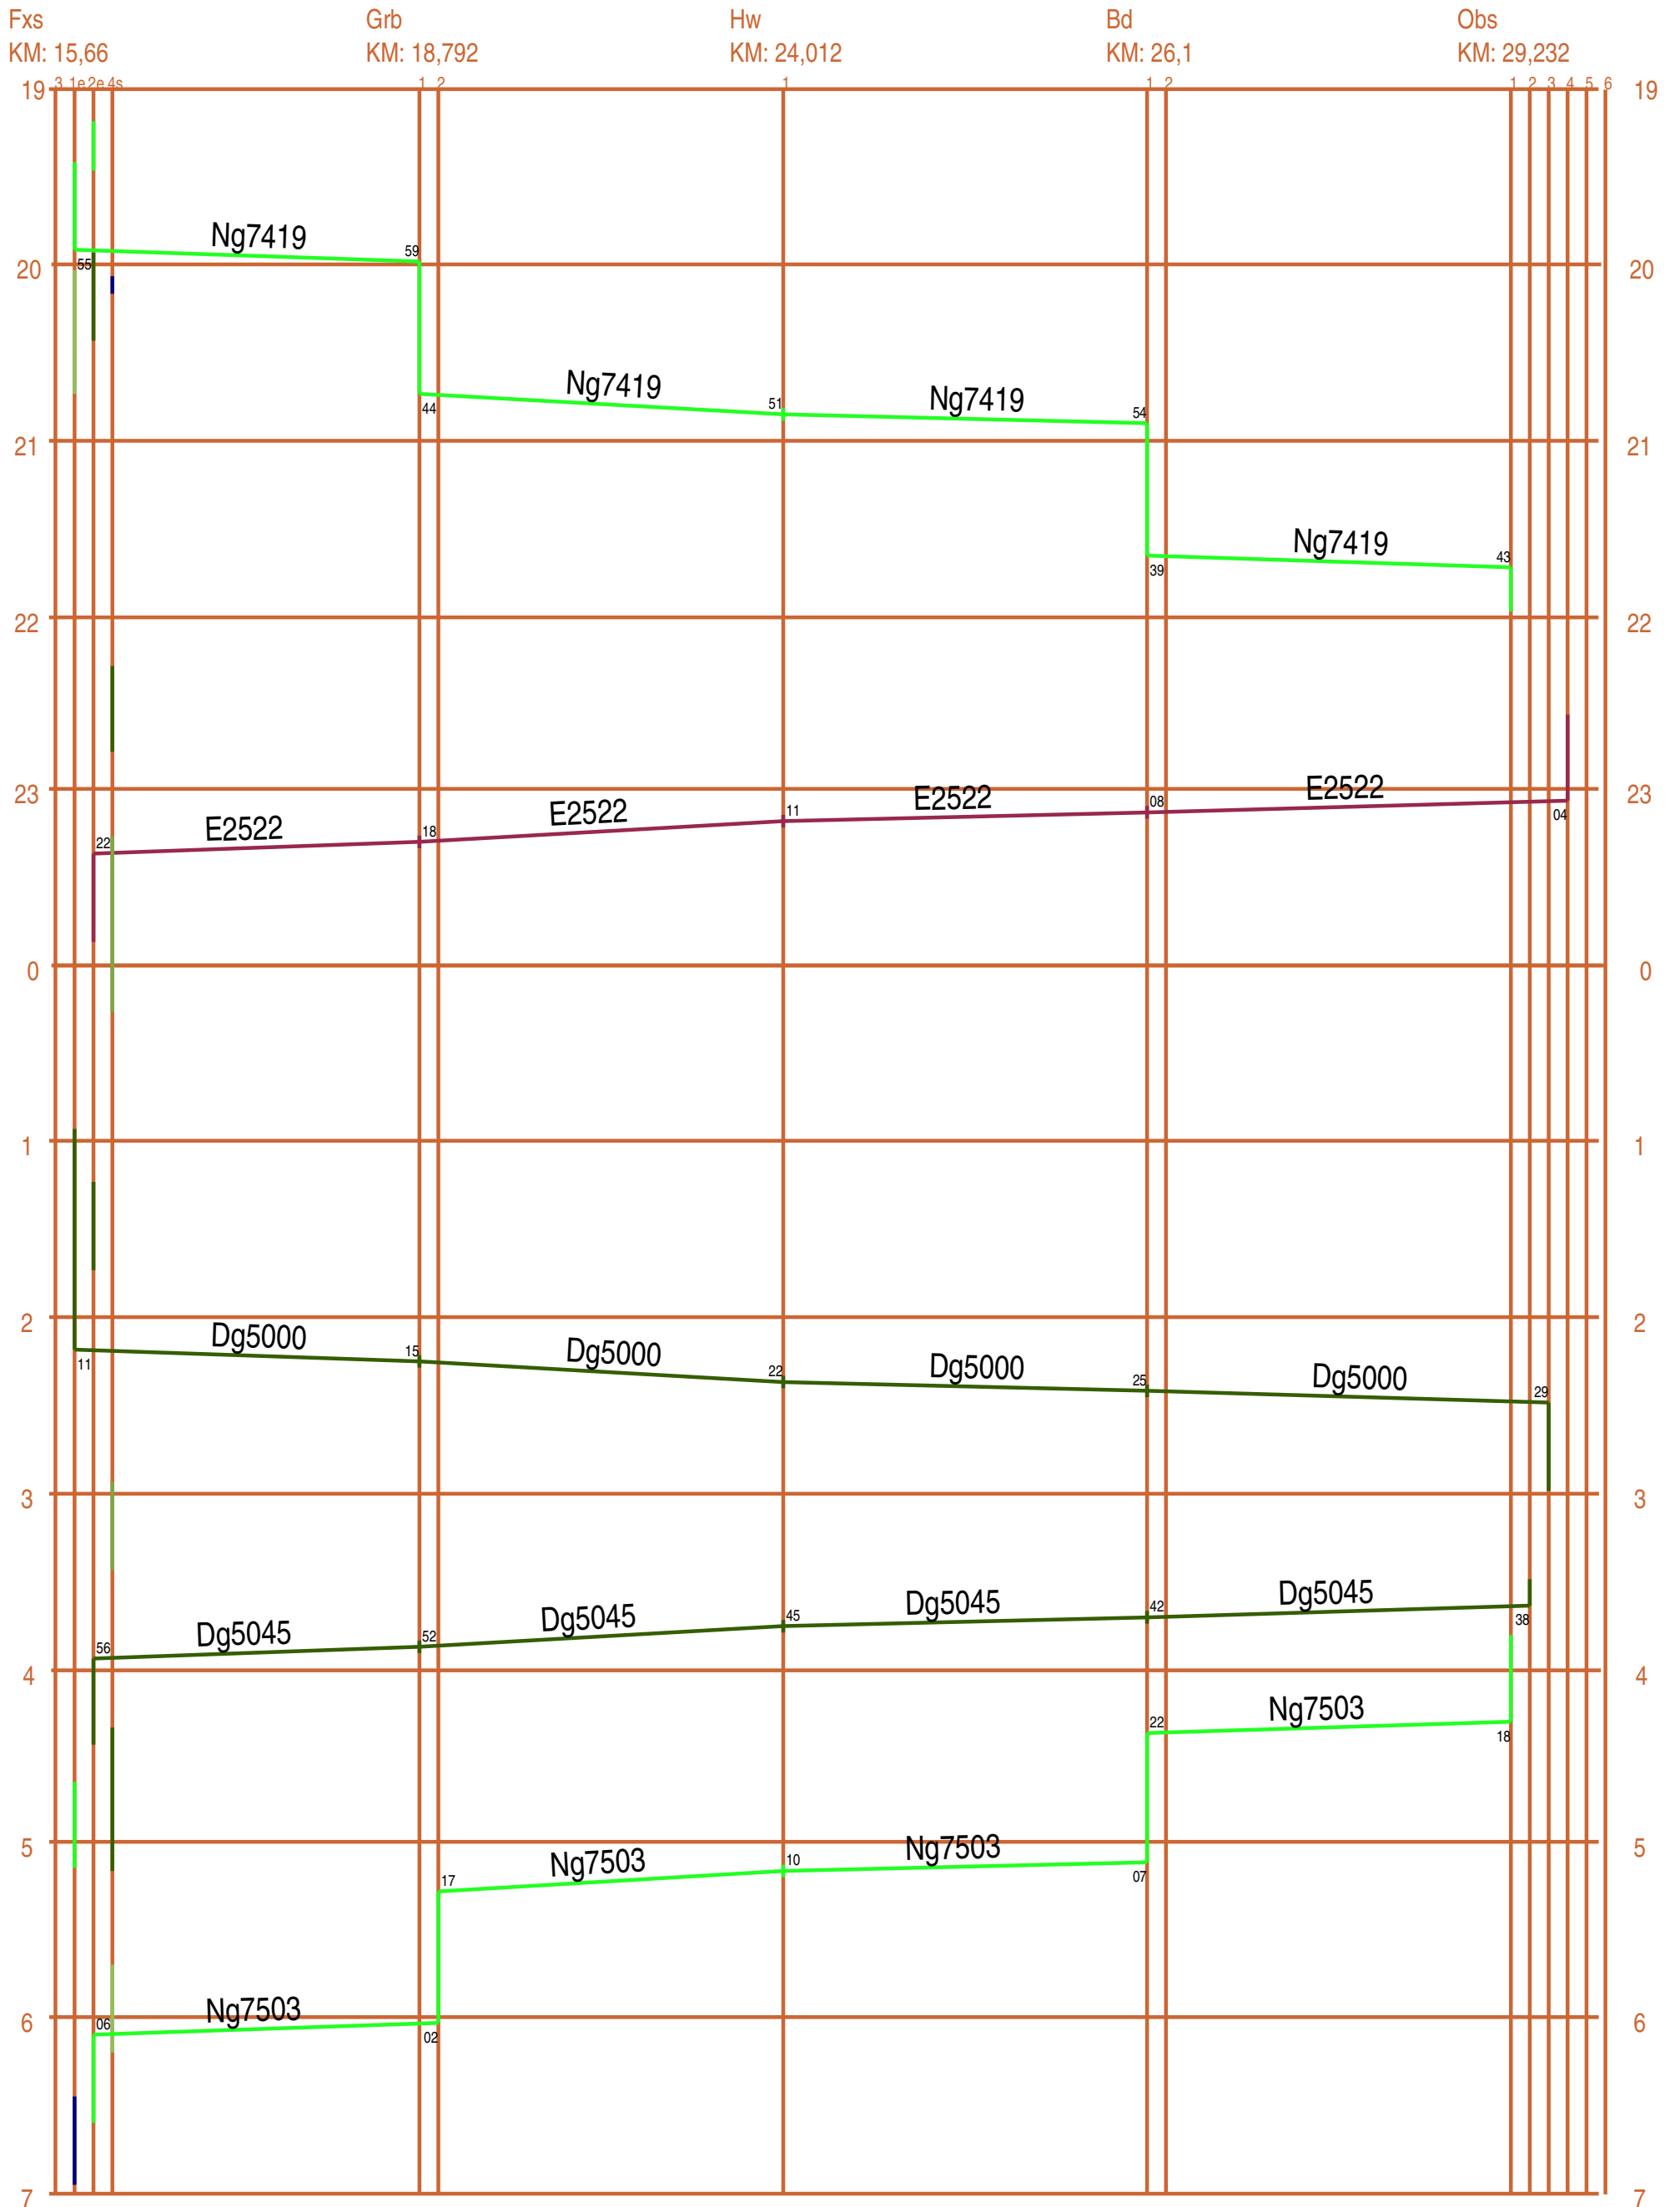 Fxs Grb Hw Bd Obs
KM: 15,66 KM: 18,792 KM: 24,012 KM: 26,1 KM: 29,232
3 1e 2e 4s 1 2 1 1 2 1 2 3 4 5 6
19 19
Ng7419 59
55
20 20
Ng7419 51 Ng7419 54
44
21 21
Ng7419 43
39
22 22
23 E2522 23
22 E2522 18 E2522 11 E2522 08
04
0 0
1 1
2 2
Dg5000 15 Dg5000 22 Dg5000 25 Dg5000 29
11
3 3
56 Dg5045 52 Dg5045 45 Dg5045 42 Dg5045
38
4 4
22 Ng7503
18
5 5
17 Ng7503 10 Ng7503
07
6 6
06 Ng7503
02
7 7